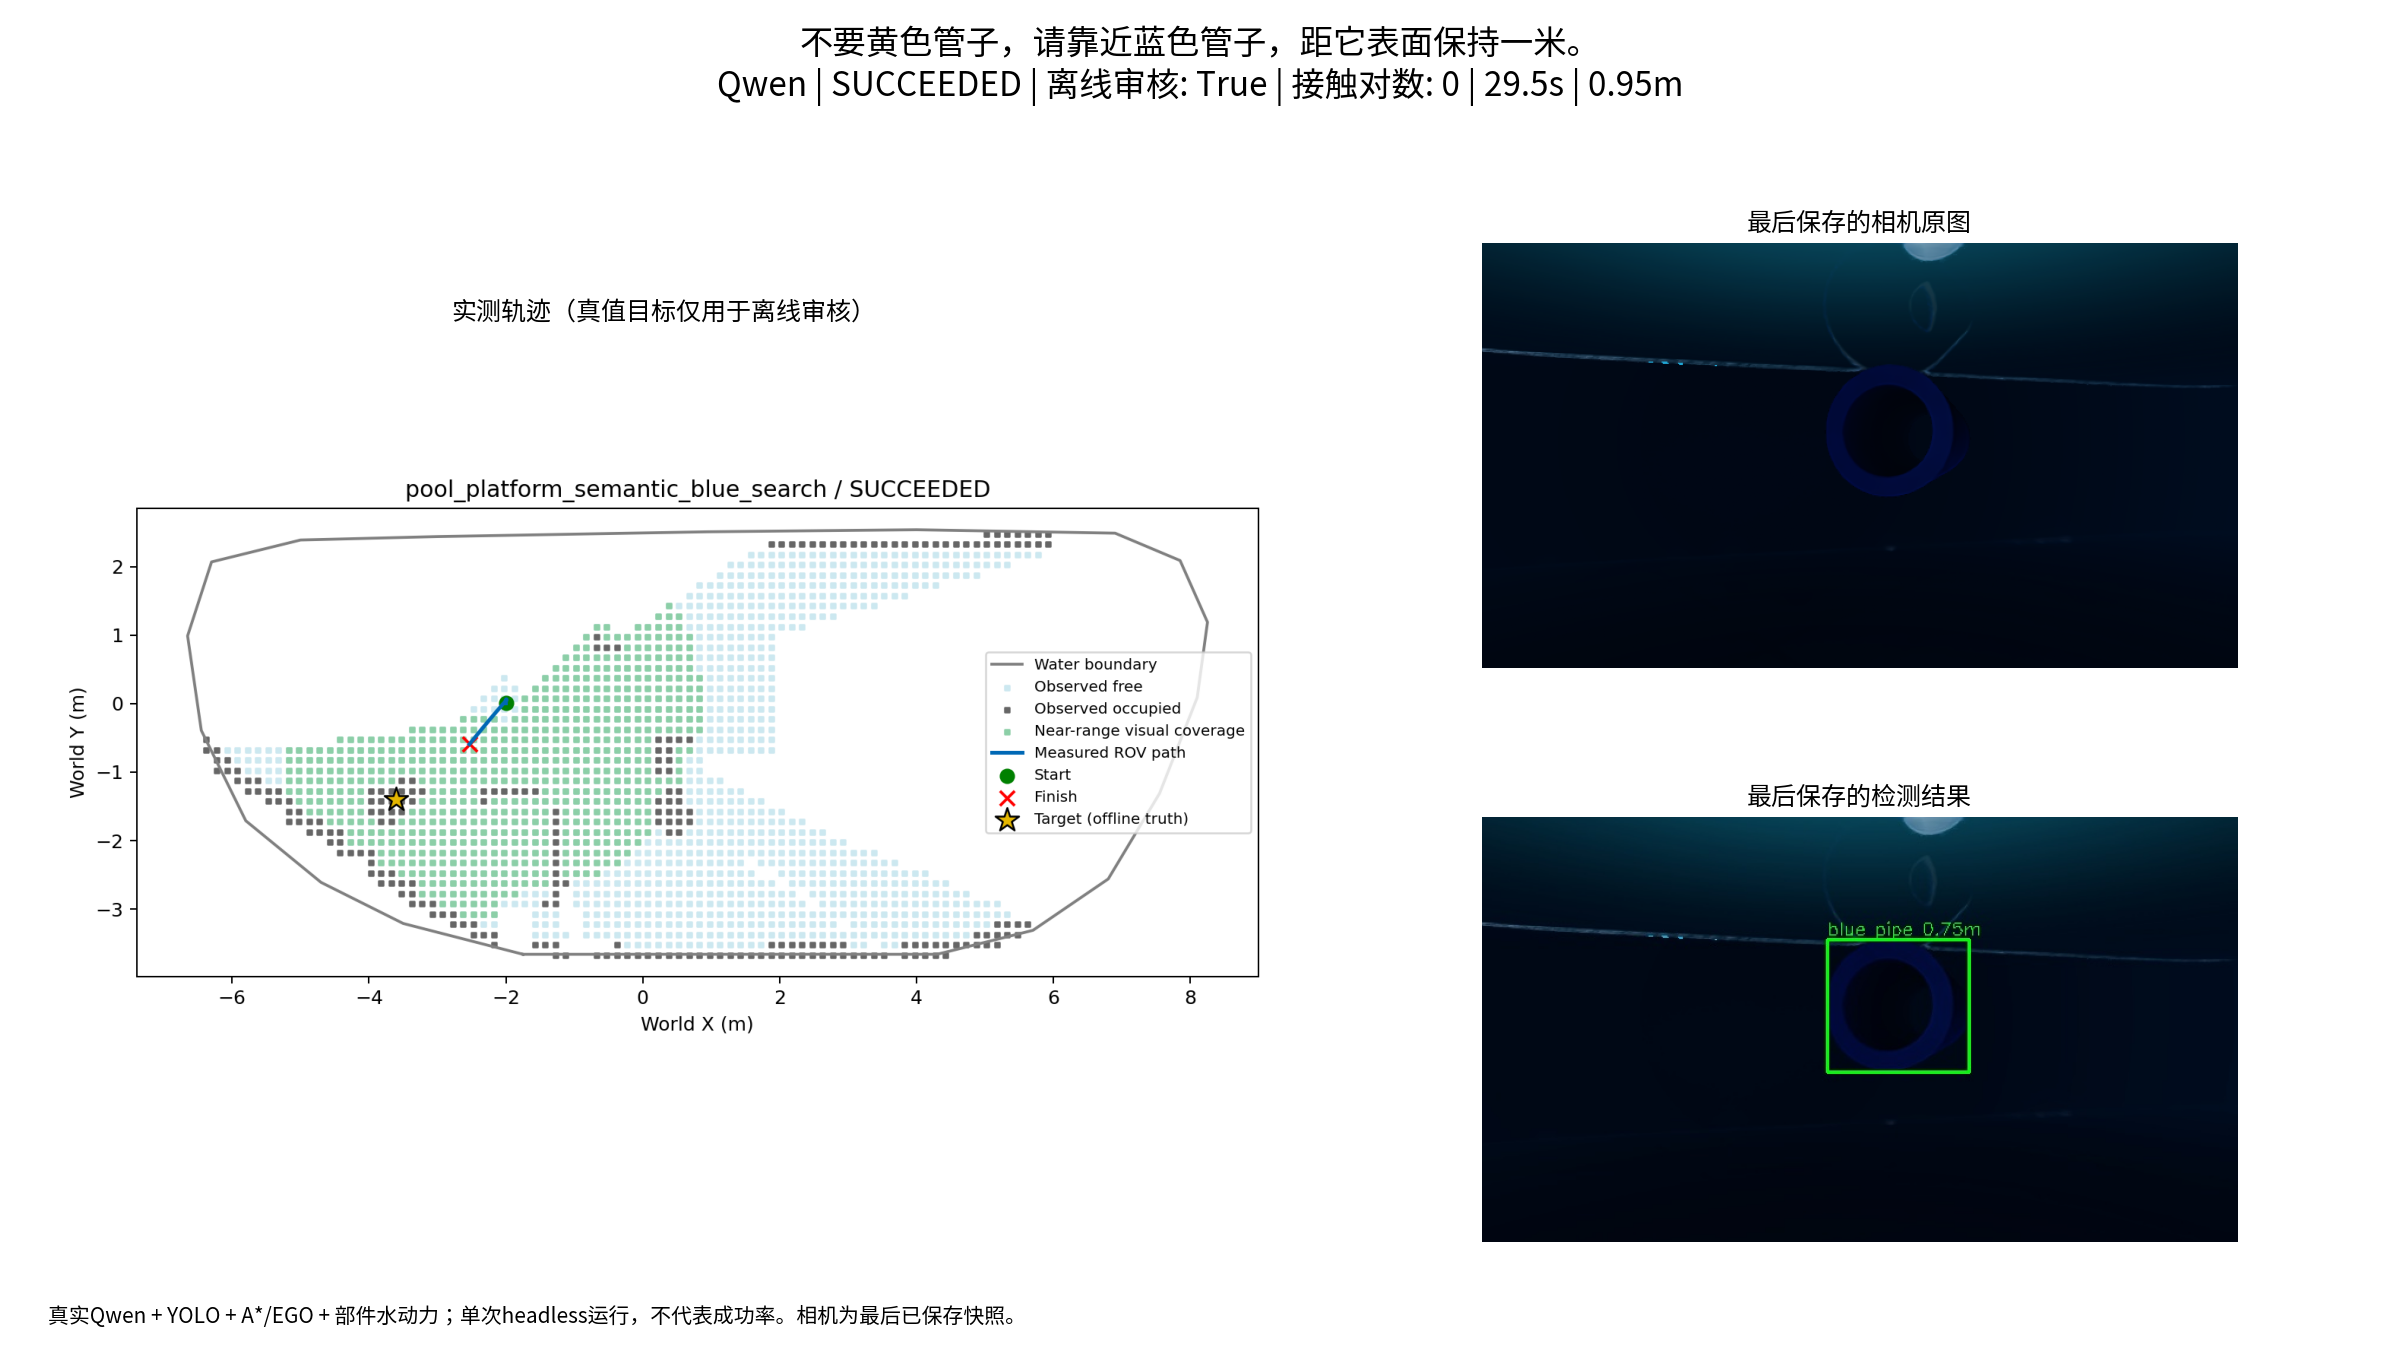 不要黄色管子，请靠近蓝色管子，距它表面保持一米。
Qwen | SUCCEEDED | 离线审核: True | 接触对数: 0 | 29.5s | 0.95m
实测轨迹（真值目标仅用于离线审核）
pool_platform_semantic_blue_search / SUCCEEDED
2
1
0
−1
−2
−3
World Y (m)
−6
−4
−2
0
2
4
6
8
World X (m)
Water boundary
Observed free
Observed occupied
Near-range visual coverage
Measured ROV path
Start
Finish
Target (offline truth)
最后保存的相机原图
最后保存的检测结果
blue pipe 0.75m
真实Qwen + YOLO + A*/EGO + 部件水动力；单次headless运行，不代表成功率。相机为最后已保存快照。